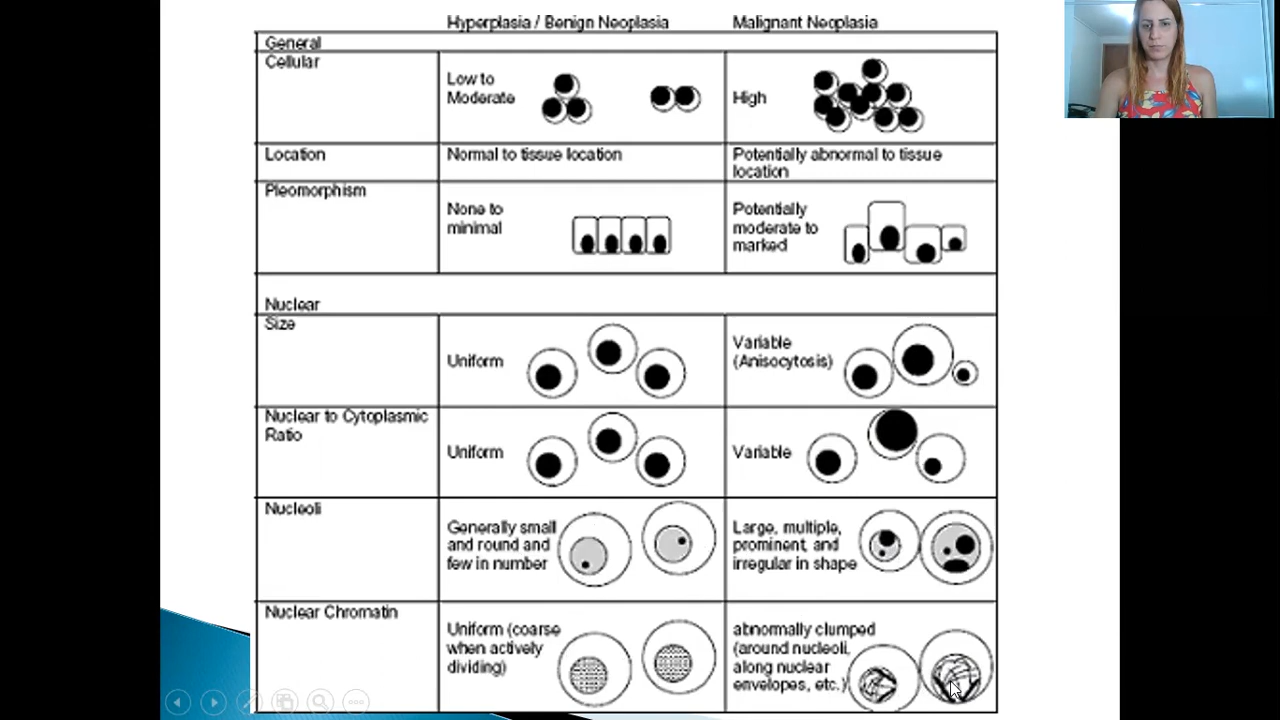 Hyperplasia / Benign Neoplasia
Malignant Neoplasia
General
Cellular
Low to
Moderate
High
Location
Normal to tissue location
Potentially abnormal to tissue
location
Pleomorphism
None to
minimal
Potentially
moderate to
marked
Nuclear
Size
Uniform
Variable
(Anisocytosis)
Nuclear to Cytoplasmic
Ratio
Uniform
Variable
Nucleoli
Generally small
and round and
few in number
Large, multiple,
prominent, and
irregular in shape
Nuclear Chromatin
Uniform (coarse
when actively
dividing)
abnormally clumped
(around nucleoli,
along nuclear
envelopes, etc.)